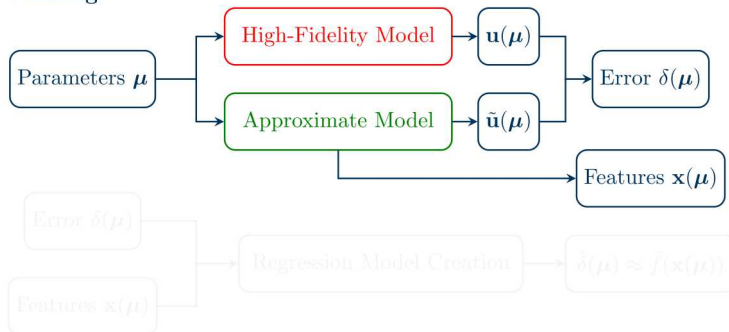 High-Fidelity Model
u(μ)
Parameters μ
Error δ(μ)
Approximate Model
ũ(μ)
Features x(μ)
Error δ(μ)
Regression Model Creation
δ̂(μ) ≈ f̂(x(μ))
Features x(μ)